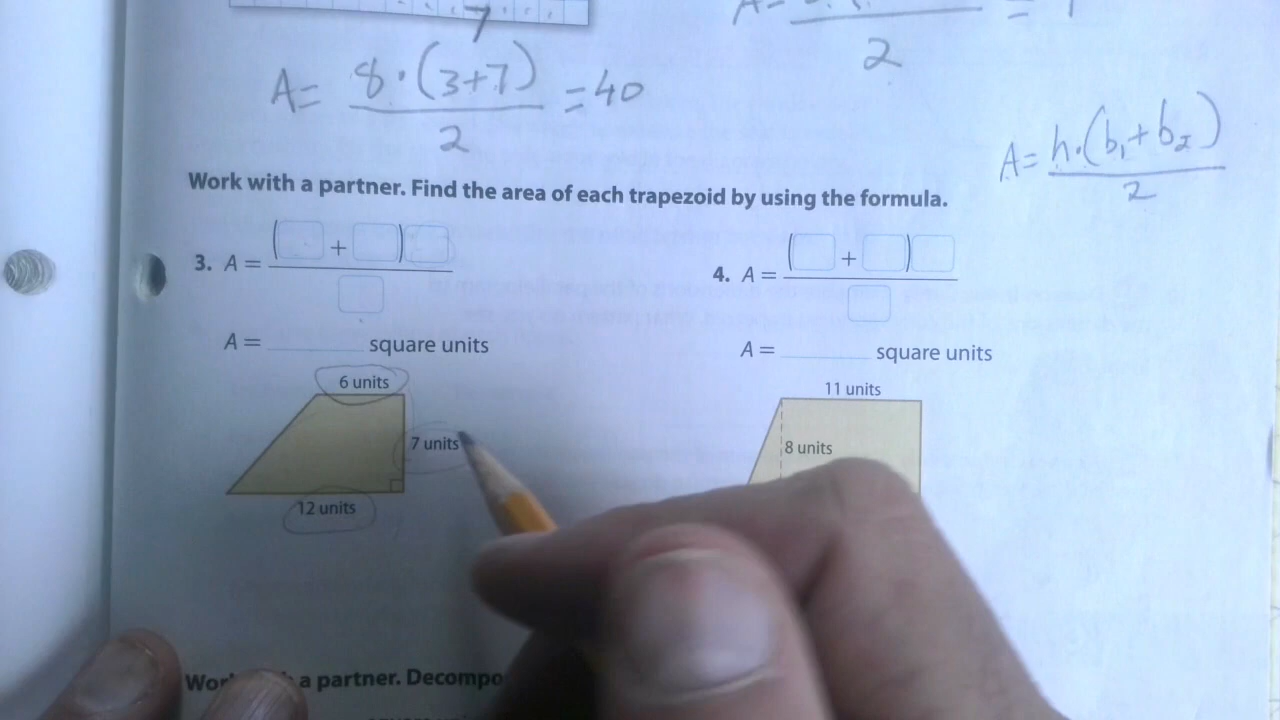 7
A= 8·(3+7) / 2 =40
2
A= h·(b₁+b₂) / 2
Work with a partner. Find the area of each trapezoid by using the formula.
3. A = ( + )
A = square units
6 units
7 units
12 units
4. A = ( + )
A = square units
11 units
8 units
a partner. Decompo